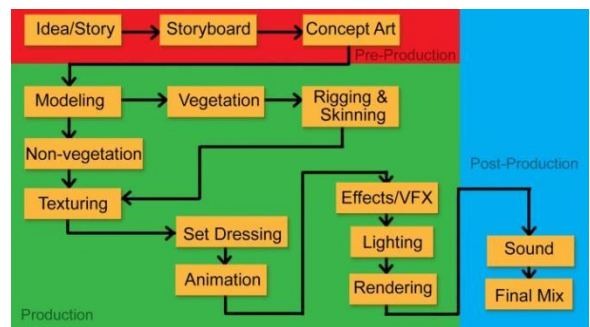 Idea/Story
Storyboard
Concept Art
Pre-Production
Modeling
Vegetation
Rigging &
Skinning
Non-vegetation
Texturing
Set Dressing
Animation
Effects/VFX
Lighting
Rendering
Production
Post-Production
Sound
Final Mix